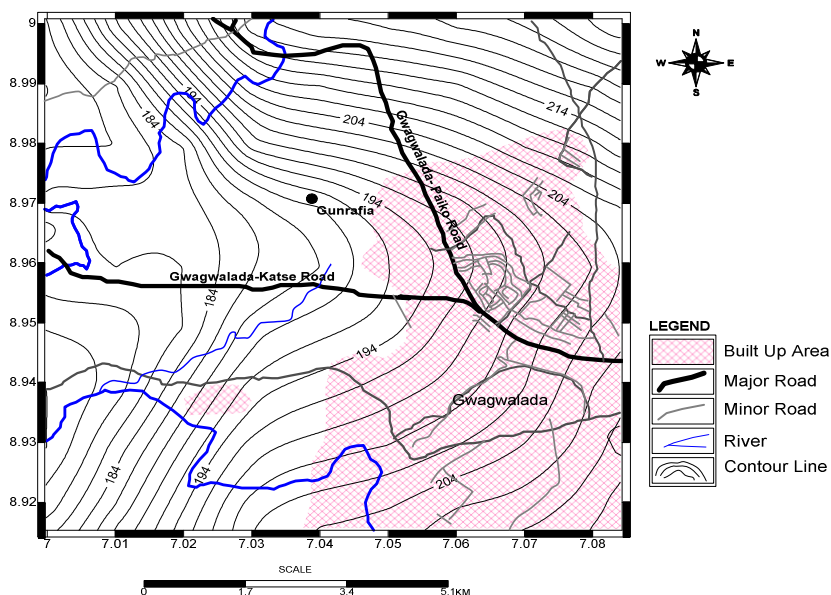 9
8.99
8.98
8.97
8.96
8.95
8.94
8.93
8.92
7
7.01
7.02
7.03
7.04
7.05
7.06
7.07
7.08
184
194
204
214
Gwagwalada- Paiko Road
194
204
Gunrafia
Gwagwalada-Katse Road
184
194
Gwagwalada
184
194
204
N
W E
S
LEGEND
Built Up Area
Major Road
Minor Road
River
Contour Line
SCALE
0 1.7 3.4 5.1KM